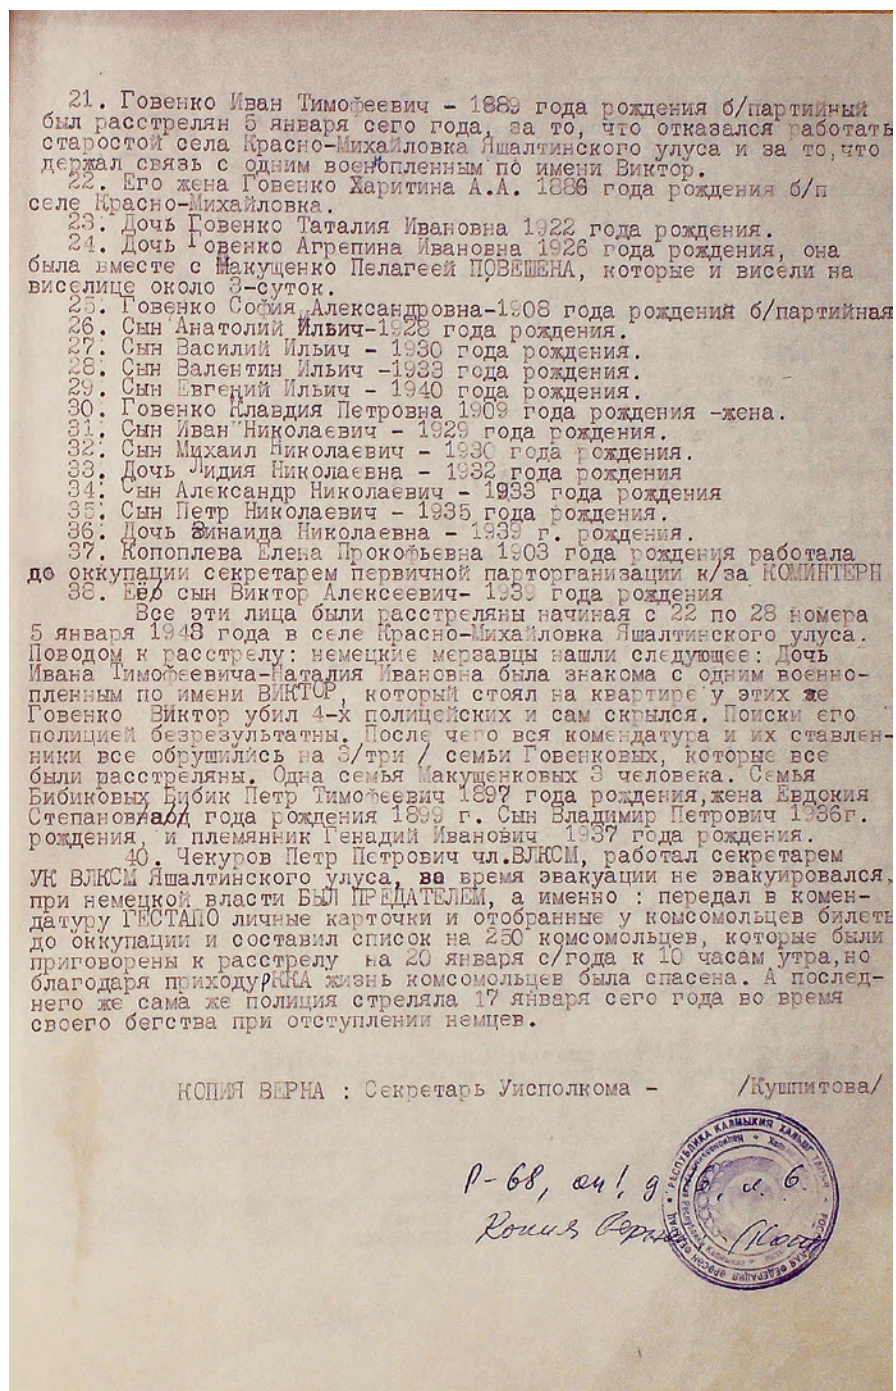 21. Говенко Иван Тимофеевич - 1889 года рождения б/партийный
был расстрелян 5 января сего года, за то, что отказался работать
старостой села Красно-Михайловка Яшалтинского улуса и за то,что
держал связь с одним военнопленным по имени Виктор.
22. Его жена Говенко Харитина А.А. 1886 года рождения б/п
селе Красно-Михайловка.
23. Дочь Говенко Таталия Ивановна 1922 года рождения.
24. Дочь Говенко Агрепина Ивановна 1926 года рождения, она
была вместе с Макущенко Пелагеей ПОВЕШЕНА, которые и висели на
виселице около 3-суток.
25. Говенко София Александровна-1908 года рождений б/партийная
26. Сын Анатолий Ильич-1928 года рождения.
27. Сын Василий Ильич - 1930 года рождения.
28. Сын Валентин Ильич -1933 года рождения.
29. Сын Евгений Ильич - 1940 года рождения.
30. Говенко Клавдия Петровна 1909 года рождения -жена.
31. Сын Иван Николаевич - 1929 года рождения.
32. Сын Михаил Николаевич - 1930 года рождения.
33. Дочь Лидия Николаевна - 1932 года рождения
34. Сын Александр Николаевич - 1933 года рождения
35. Сын Петр Николаевич - 1935 года рождения.
36. Дочь Зинаида Николаевна - 1939 г. рождения.
37. Копоплева Елена Прокофьевна 1903 года рождения работала
до оккупации секретарем первичной парторганизации к/за КОМИНТЕРН
38. Её сын Виктор Алексеевич- 1939 года рождения
Все эти лица были расстреляны начиная с 22 по 28 номера
5 января 1943 года в селе Красно-Михайловка Яшалтинского улуса.
Поводом к расстрелу: немецкие мерзавцы нашли следующее: Дочь
Ивана Тимофеевича-Наталия Ивановна была знакома с одним военно-
пленным по имени ВИКТОР, который стоял на квартире у этих же
Говенко Виктор убил 4-х полицейских и сам скрылся. Поиски его
полицией безрезультатны. После чего вся комендатура и их ставлен-
ники все обрушились на 3/три / семьи Говенковых, которые все
были расстреляны. Одна семья Макущенковых 3 человека. Семья
Бибиковых Бибик Петр Тимофеевич 1897 года рождения,жена Евдокия
Степановна года рождения 1899 г. Сын Владимир Петрович 1936г.
рождения, и племянник Генадий Иванович 1937 года рождения.
40. Чекуров Петр Петрович чл.ВЛКСМ, работал секретарем
УК ВЛКСМ Яшалтинского улуса, во время эвакуации не эвакуировался,
при немецкой власти БЫЛ ПРЕДАТЕЛЕМ, а именно : передал в комен-
датуру ГЕСТАПО личные карточки и отобранные у комсомольцев билеты
до оккупации и составил список на 250 комсомольцев, которые были
приговорены к расстрелу на 20 января с/года к 10 часам утра,но
благодаря приходу РККА жизнь комсомольцев была спасена. А послед-
него же сама же полиция стреляла 17 января сего года во время
своего бегства при отступлении немцев.
КОПИЯ ВЕРНА : Секретарь Уисполкома - /Кушпитова/
Р-68, оп 1, д 6, л. 6.
Копия верна
РЕСПУБЛИКА КАЛМЫКИЯ ХАЛЬМГ ТАҢҺЧ